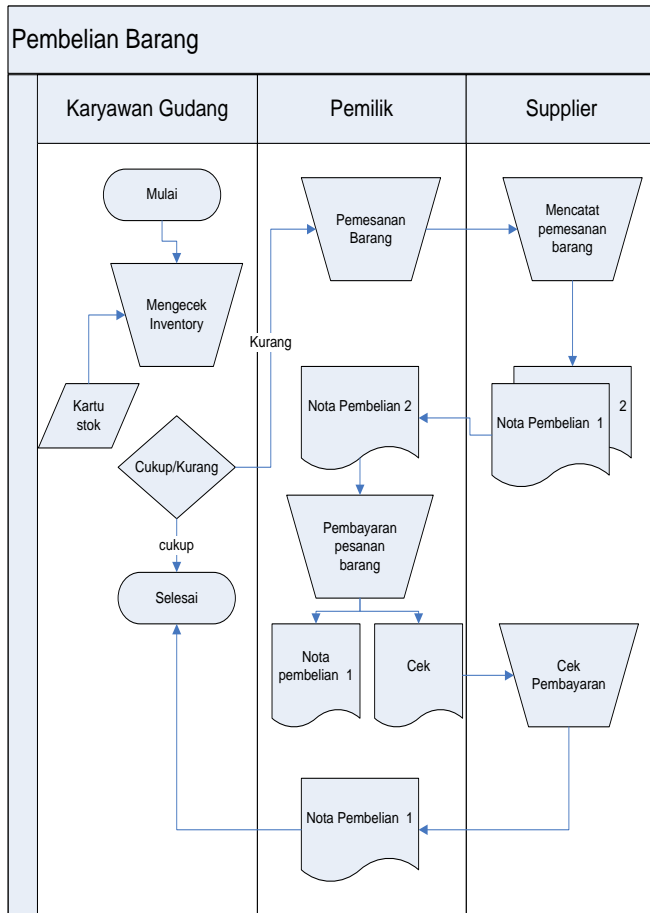 Pembelian Barang
Karyawan Gudang
Pemilik
Supplier
Mulai
Pemesanan
Barang
Mencatat
pemesanan
barang
Mengecek
Inventory
Kurang
Kartu
stok
Nota Pembelian 2
Nota Pembelian 1
2
Cukup/Kurang
Pembayaran
pesanan
barang
cukup
Selesai
Nota
pembelian 1
Cek
Cek
Pembayaran
Nota Pembelian 1